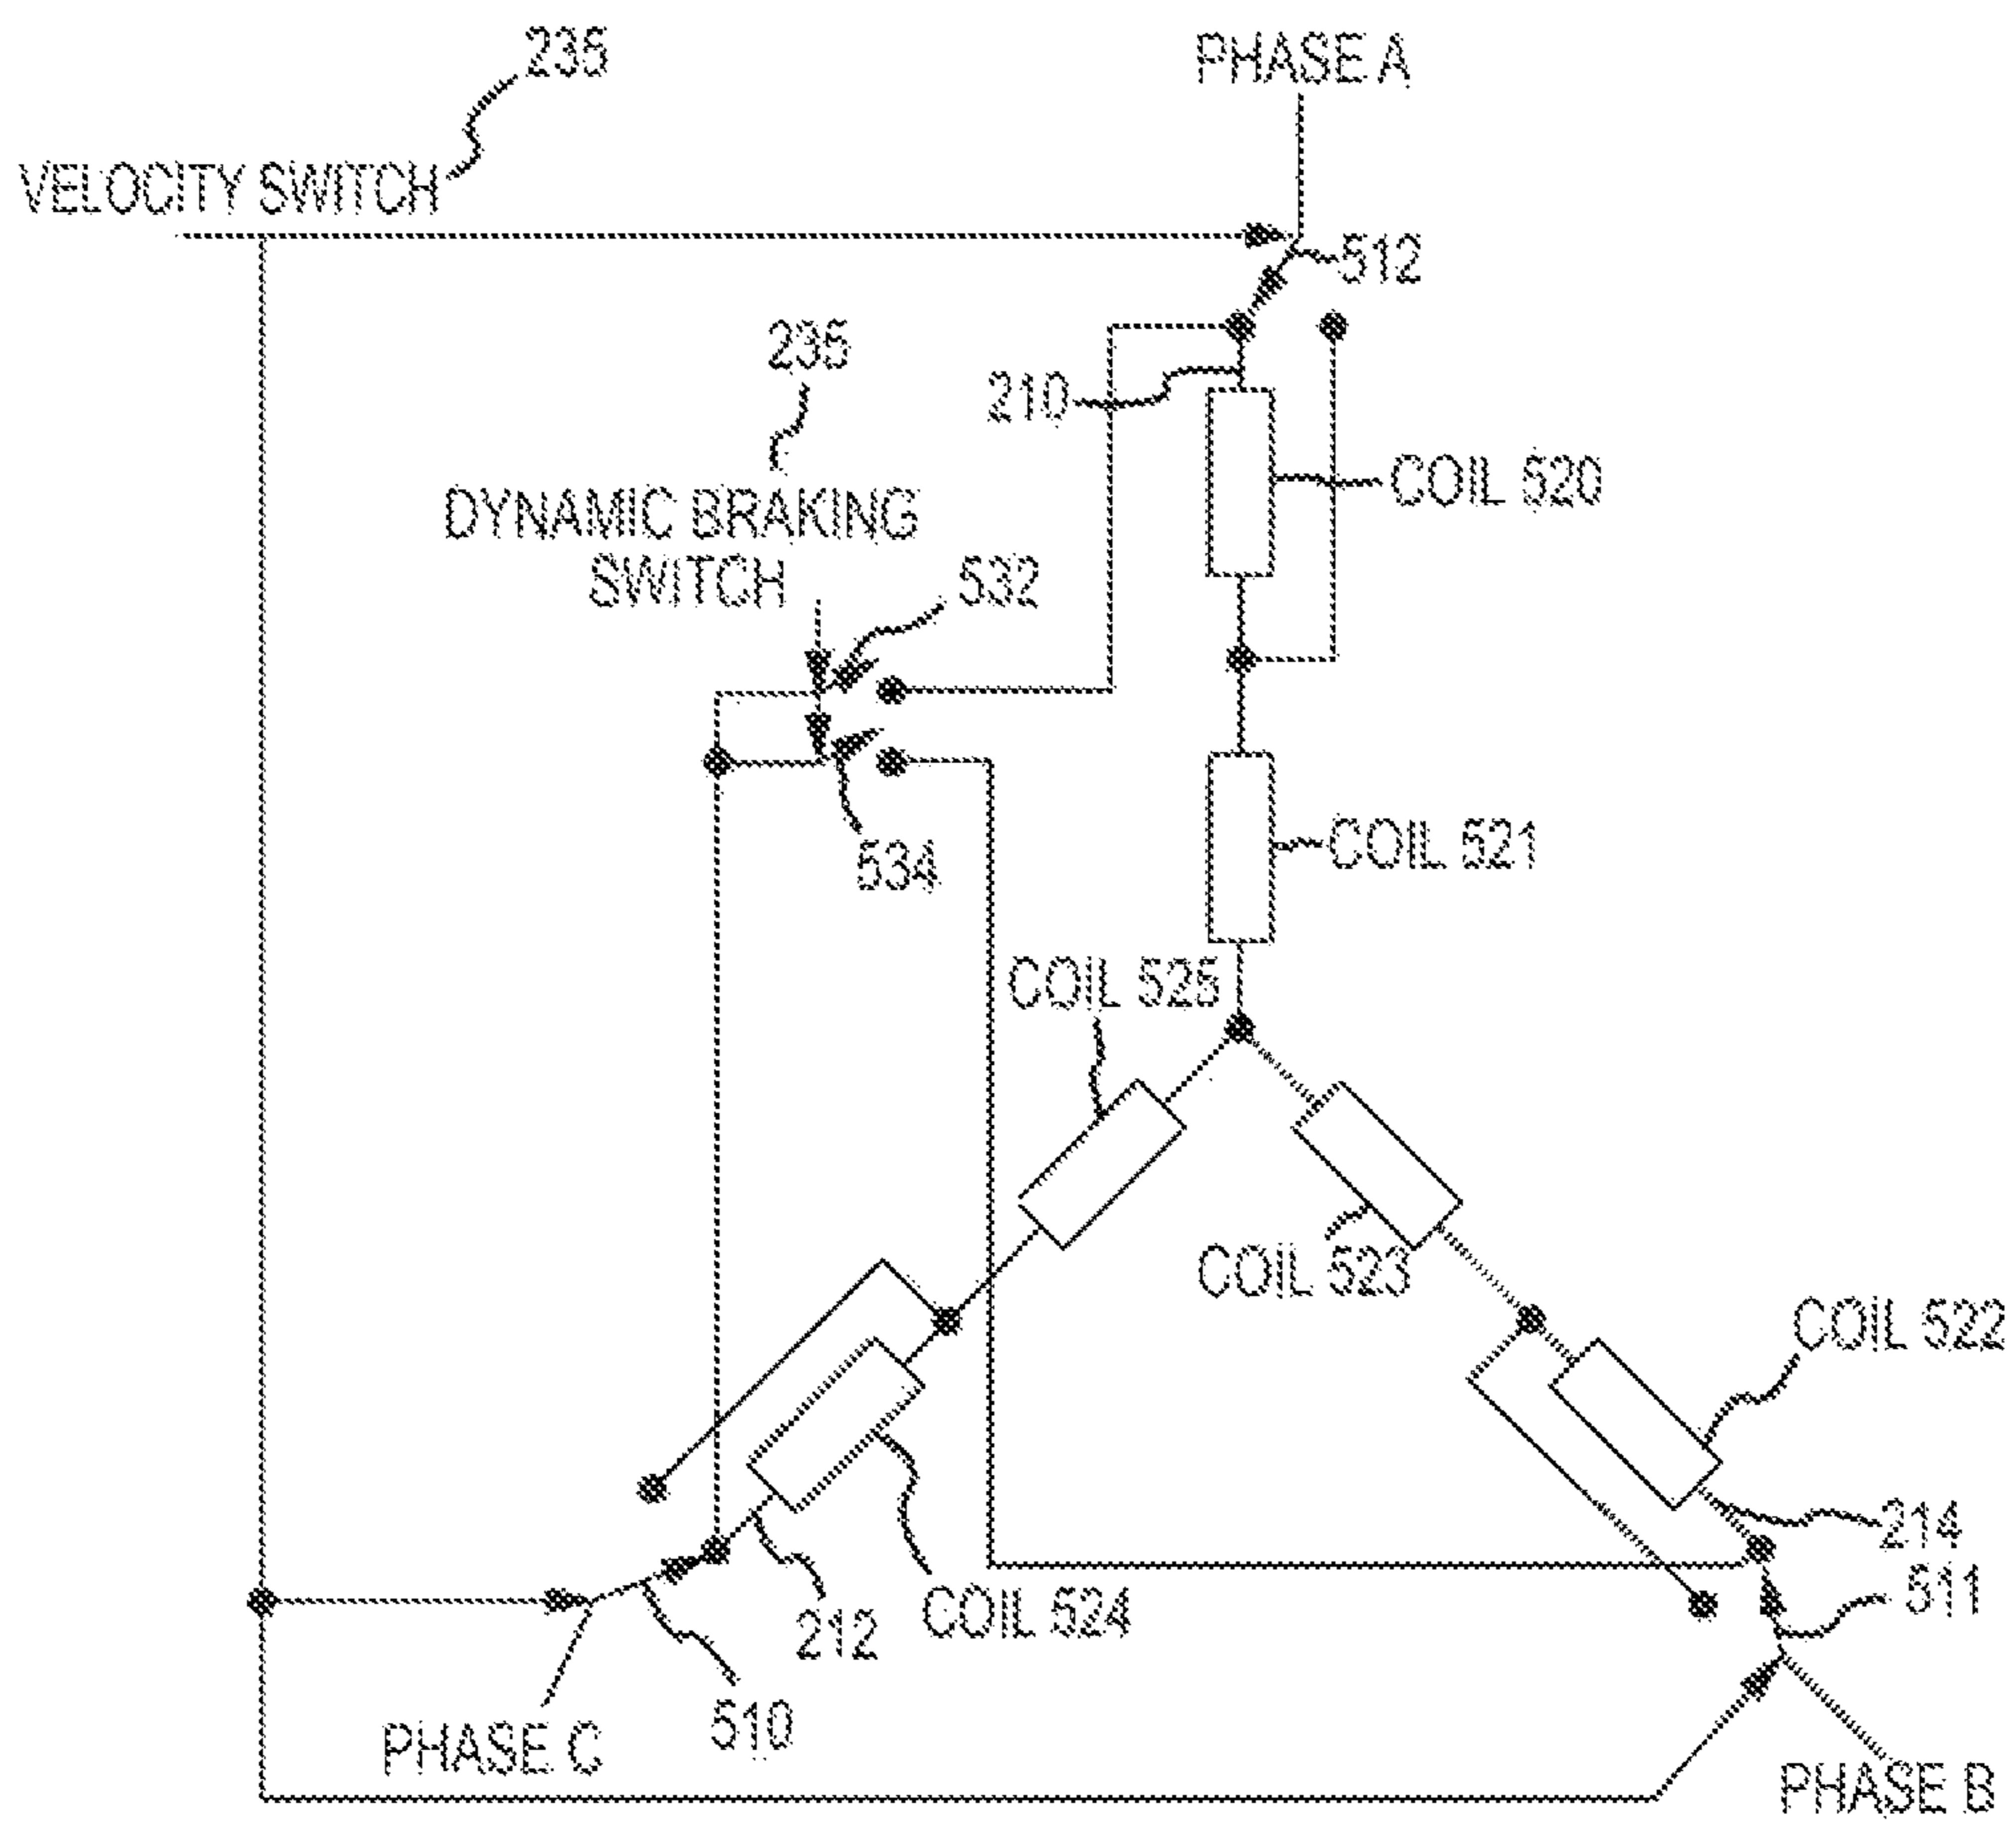 235
PHASE A
VELOCITY SWITCH
512
235
210
COIL 520
DYNAMIC BRAKING
SWITCH
532
COIL 521
534
COIL 525
COIL 523
COIL 522
214
511
COIL 524
212
510
PHASE C
PHASE B